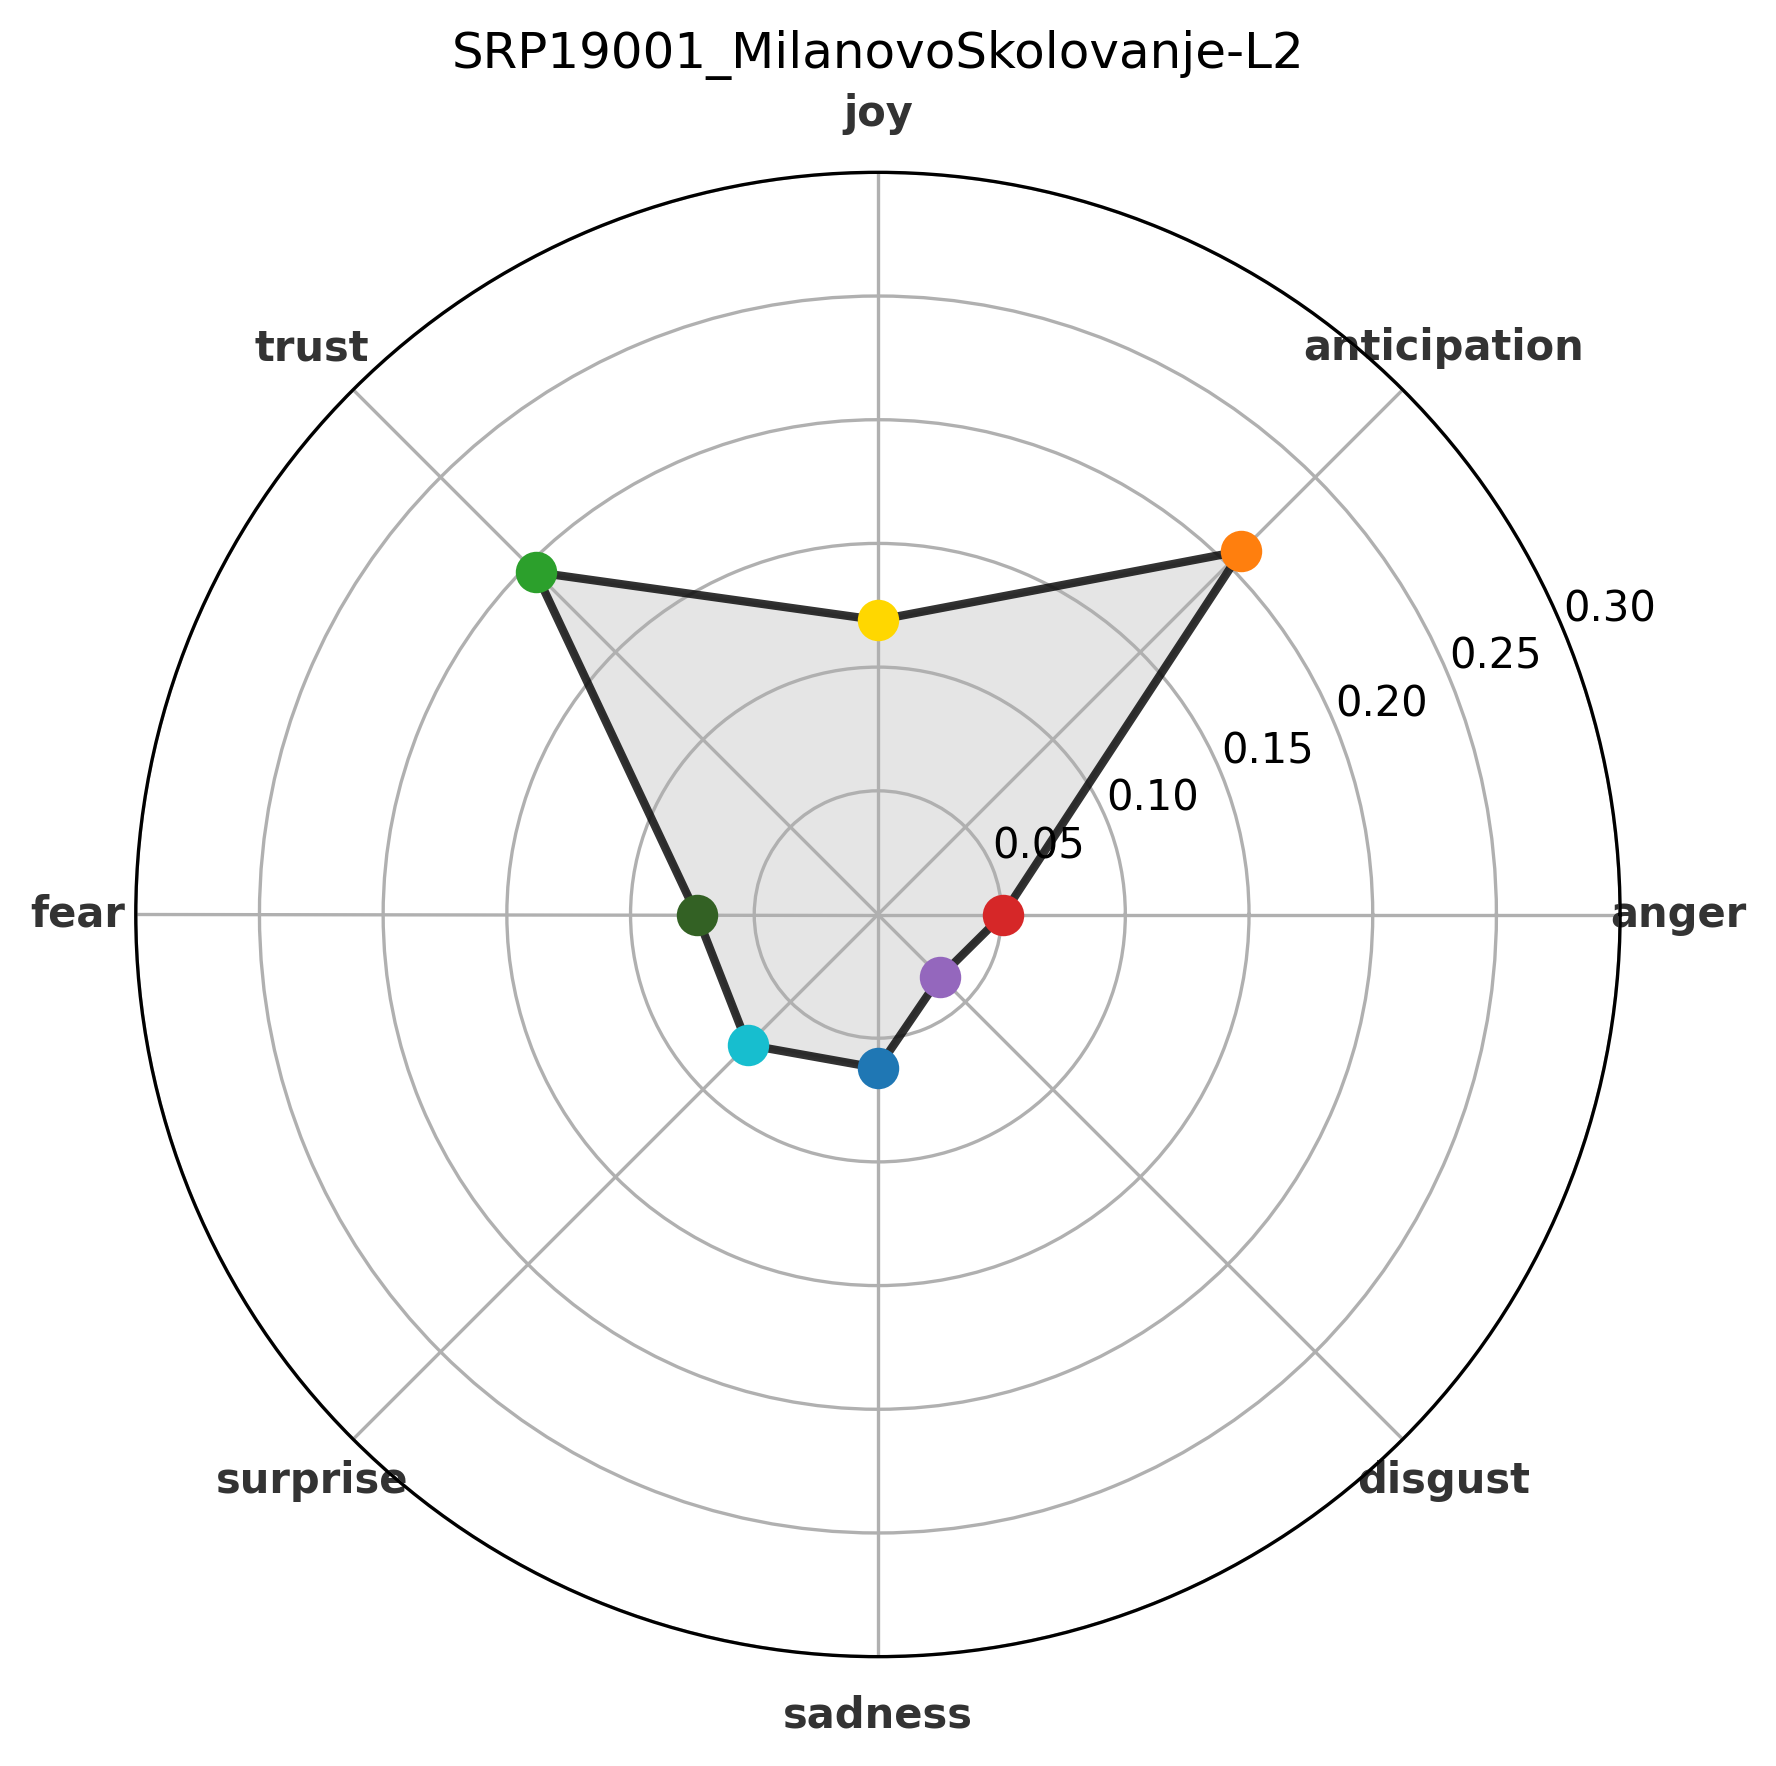 SRP19001_MilanovoSkolovanje-L2
joy
trust
anticipation
0.30
0.25
0.20
0.15
0.10
0.05
fear
anger
surprise
disgust
sadness